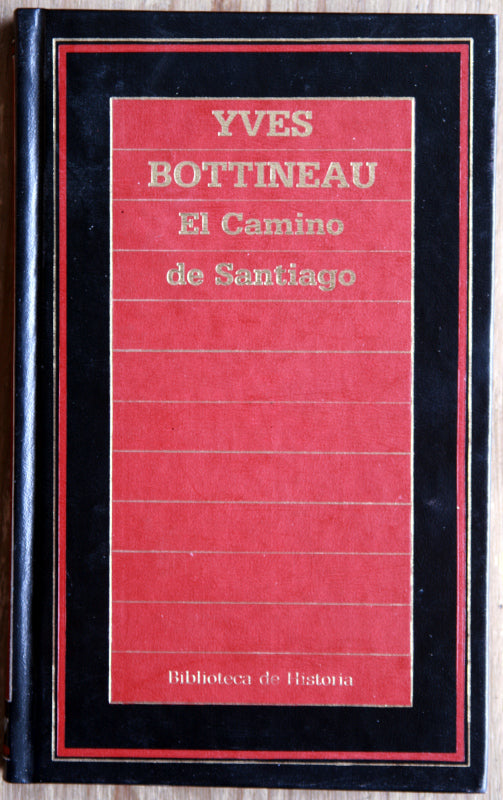 YVES
BOTTINEAU
El Camino
de Santiago
Biblioteca de Historia